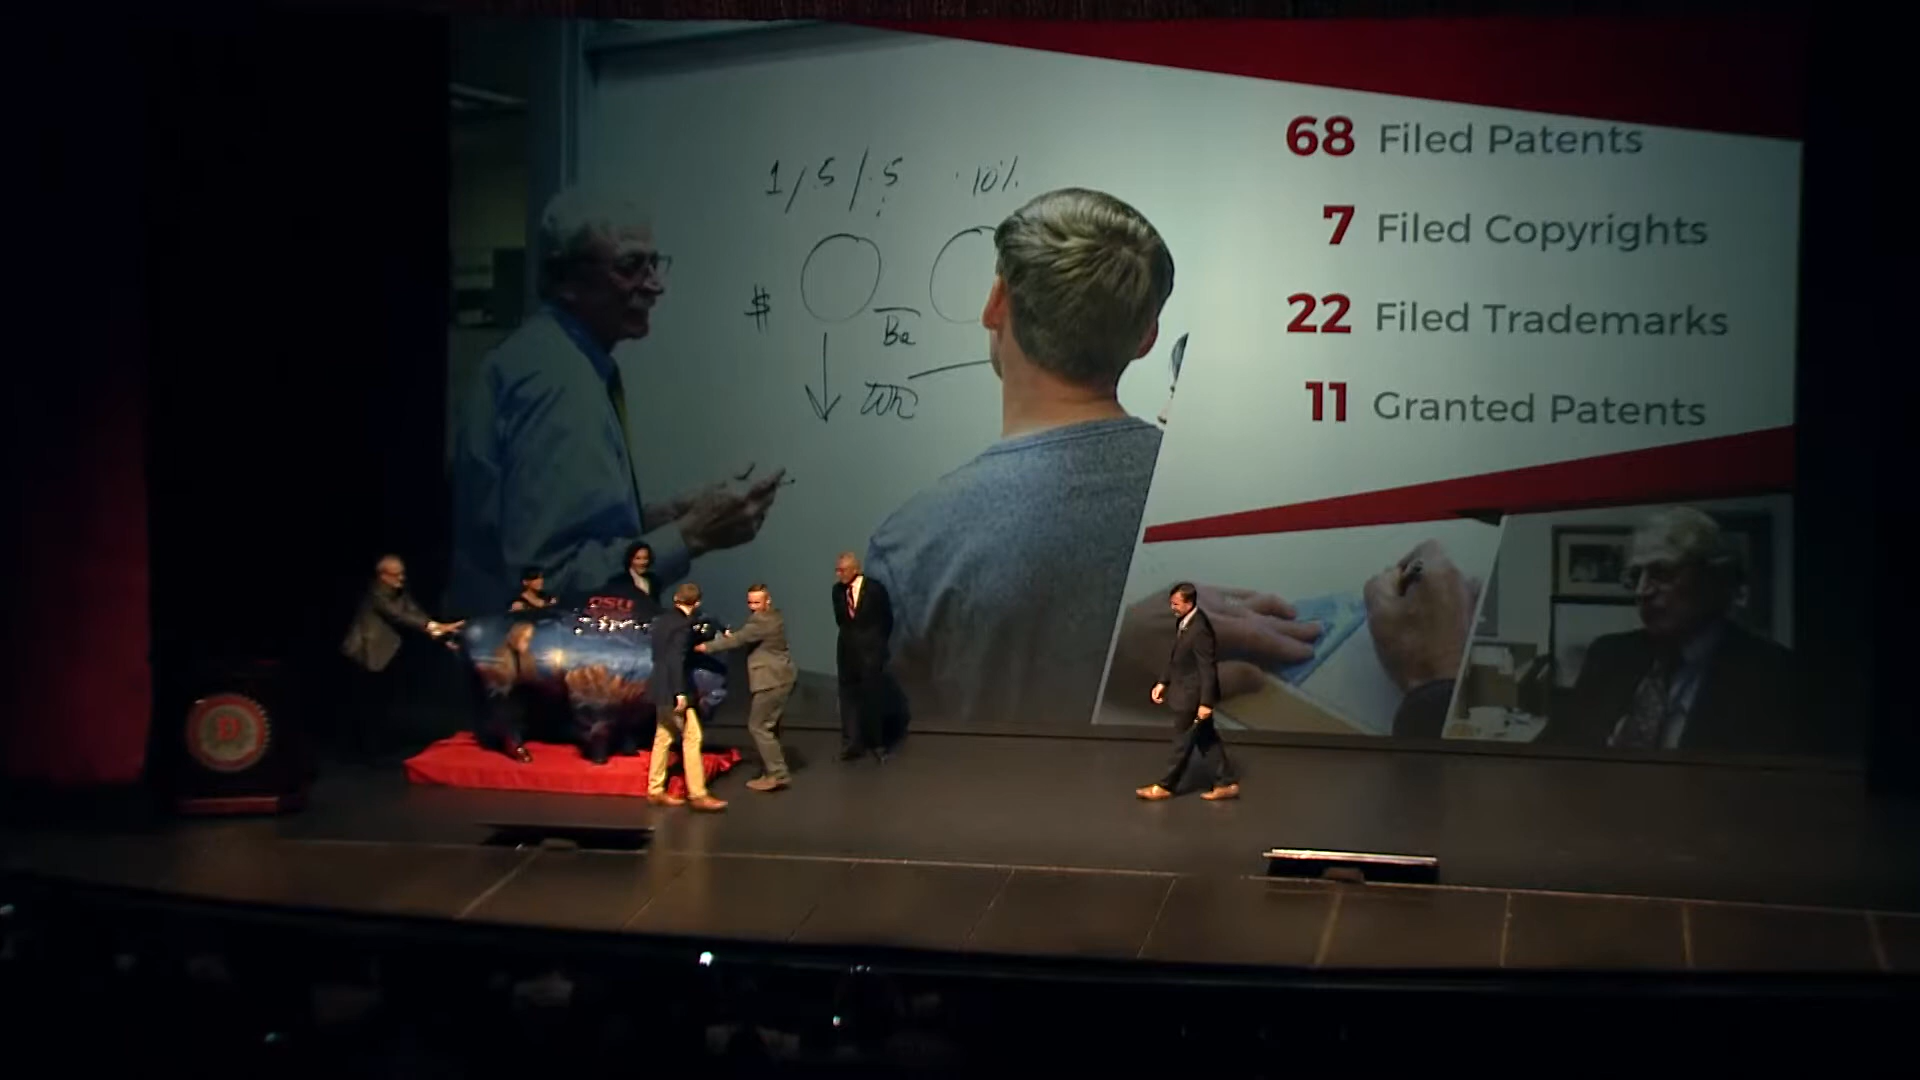 1/.5/.5 10%
$
Be
68 Filed Patents
7 Filed Copyrights
22 Filed Trademarks
11 Granted Patents
OSU
D